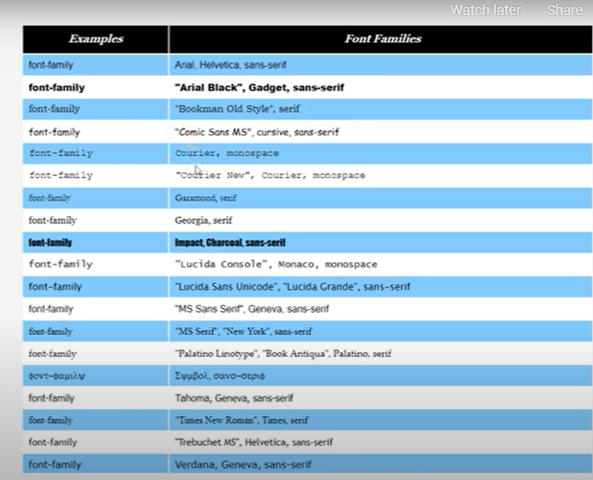 Watch later Share
Examples Font Families
font-family Arial, Helvetica, sans-serif
font-family "Arial Black", Gadget, sans-serif
font-family "Bookman Old Style", serif
font-family "Comic Sans MS", cursive, sans-serif
font-family Courier, monospace
font-family "Courier New", Courier, monospace
font-family Garamond, serif
font-family Georgia, serif
font-family Impact, Charcoal, sans-serif
font-family "Lucida Console", Monaco, monospace
font-family "Lucida Sans Unicode", "Lucida Grande", sans-serif
font-family "MS Sans Serif", Geneva, sans-serif
font-family "MS Serif", "New York", sans-serif
font-family "Palatino Linotype", "Book Antiqua", Palatino, serif
φοντ-φαμιλψ Σψμβολ, σανσ-σεριφ
font-family Tahoma, Geneva, sans-serif
font-family "Times New Roman", Times, serif
font-family "Trebuchet MS", Helvetica, sans-serif
font-family Verdana, Geneva, sans-serif